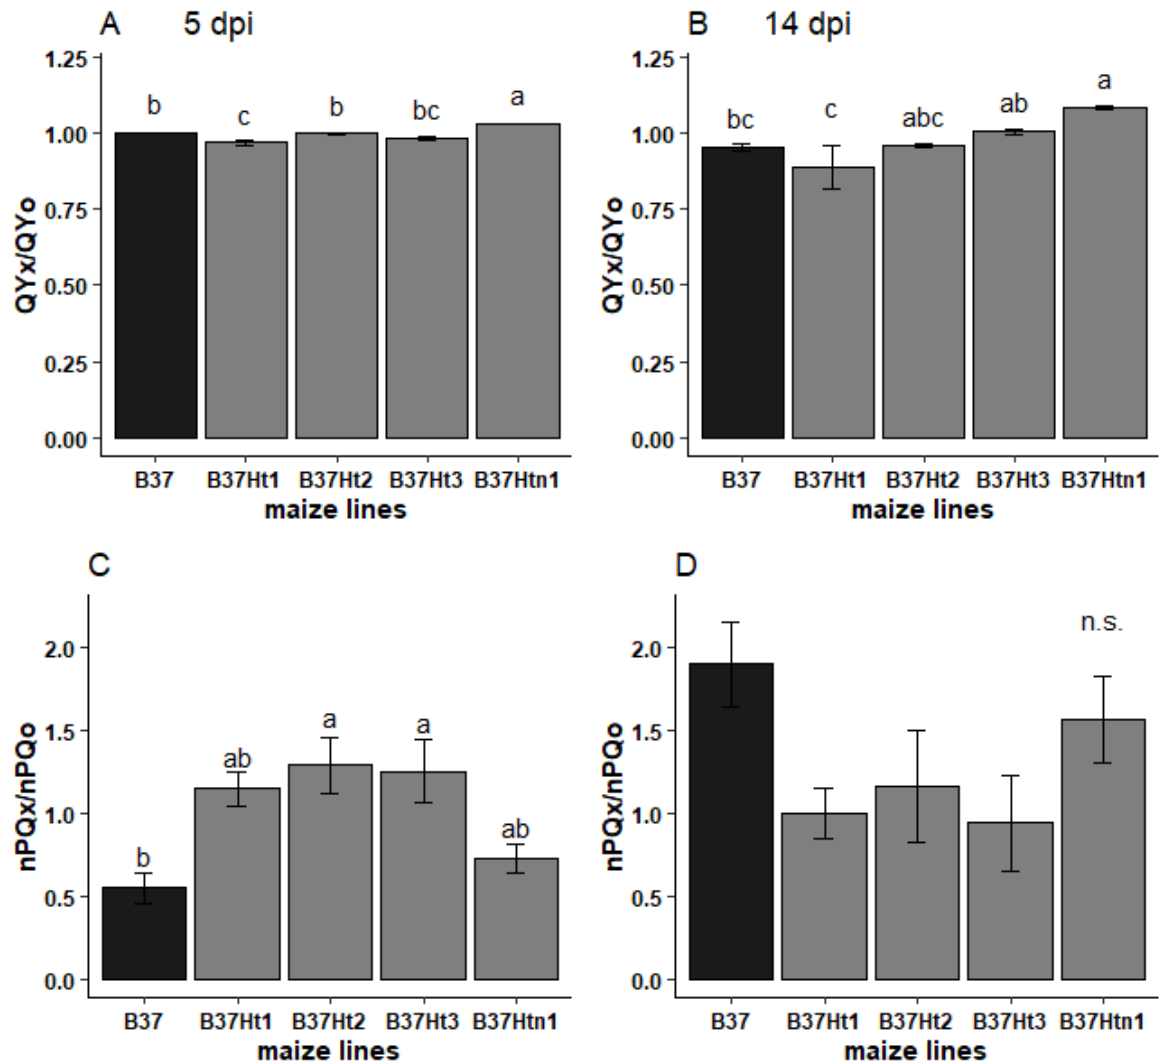 A 5 dpi
1.25
1.00
0.75
0.50
0.25
0.00
QYx/QYo
b c b bc a
B37 B37Ht1 B37Ht2 B37Ht3 B37Htn1
maize lines
B 14 dpi
1.25
1.00
0.75
0.50
0.25
0.00
QYx/QYo
bc c abc ab a
B37 B37Ht1 B37Ht2 B37Ht3 B37Htn1
maize lines
C
2.0
1.5
1.0
0.5
0.0
nPQx/nPQo
b ab a a ab
B37 B37Ht1 B37Ht2 B37Ht3 B37Htn1
maize lines
D
2.0
1.5
1.0
0.5
0.0
nPQx/nPQo
n.s.
B37 B37Ht1 B37Ht2 B37Ht3 B37Htn1
maize lines